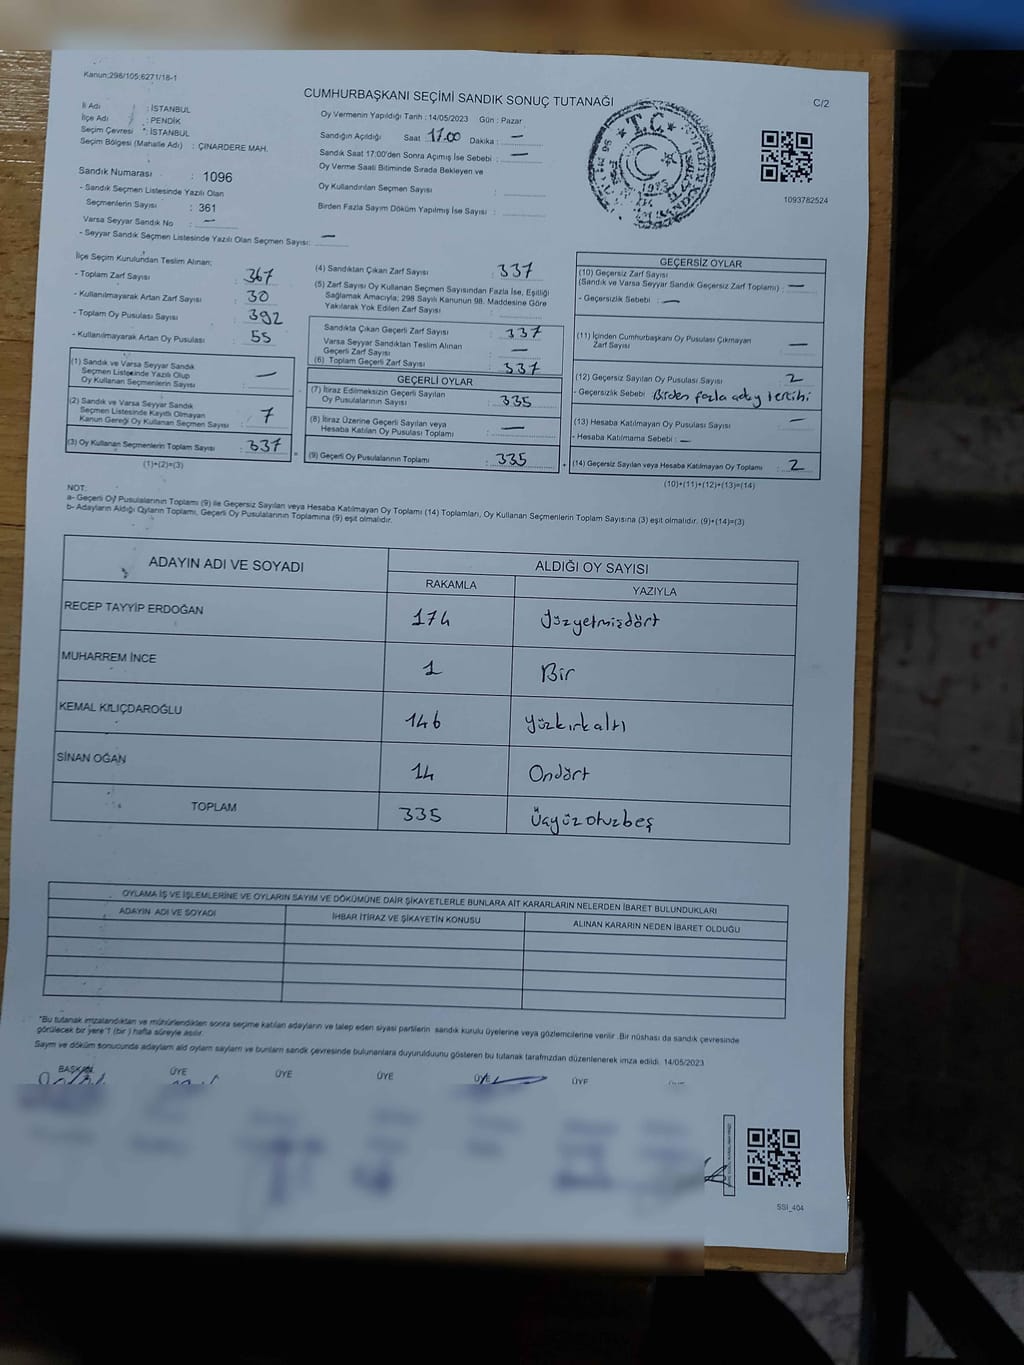 Kanun:296/105;6271/18-1
CUMHURBAŞKANI SEÇİMİ SANDIK SONUÇ TUTANAĞI
C/2
İl Adı : İSTANBUL
İlçe Adı : PENDİK
Seçim Çevresi : İSTANBUL
Seçim Bölgesi (Mahalle Adı) : ÇINARDERE MAH.
Sandık Numarası : 1096
- Sandık Seçmen Listesinde Yazılı Olan
Seçmenlerin Sayısı : 361
Varsa Seyyar Sandık No : —
- Seyyar Sandık Seçmen Listesinde Yazılı Olan Seçmen Sayısı: —
Oy Vermenin Yapıldığı Tarih : 14/05/2023 Gün : Pazar
Sandığın Açıldığı Saat 17.00 Dakika : —
Sandık Saat 17:00'den Sonra Açımış İse Sebebi : —
Oy Verme Saati Bitiminde Sırada Bekleyen ve
Oy Kullandırılan Seçmen Sayısı :
Birden Fazla Sayım Döküm Yapılmış İse Sayısı :
T.C.
1093782524
İlçe Seçim Kurulundan Teslim Alınan;
- Toplam Zarf Sayısı : 367
- Kullanılmayarak Artan Zarf Sayısı : 30
- Toplam Oy Pusulası Sayısı : 392
- Kullanılmayarak Artan Oy Pusulası : 55
(1) Sandık ve Varsa Seyyar Sandık
Seçmen Listesinde Yazılı Olup
Oy Kullanan Seçmenlerin Sayısı : —
(2) Sandık ve Varsa Seyyar Sandık
Seçmen Listesinde Kayıtlı Olmayan
Kanun Gereği Oy Kullanan Seçmen Sayısı : 7
(3) Oy Kullanan Seçmenlerin Toplam Sayısı : 337
(1)+(2)=(3)
(4) Sandıktan Çıkan Zarf Sayısı : 337
(5) Zarf Sayısı Oy Kullanan Seçmen Sayısından Fazla İse, Eşitliği
Sağlamak Amacıyla; 298 Sayılı Kanunun 98. Maddesine Göre
Yakılarak Yok Edilen Zarf Sayısı :
Sandıkta Çıkan Geçerli Zarf Sayısı : 337
Varsa Seyyar Sandıktan Teslim Alınan
Geçerli Zarf Sayısı : —
(6) Toplam Geçerli Zarf Sayısı : 337
GEÇERLİ OYLAR
(7) İtiraz Edilmeksizin Geçerli Sayılan
Oy Pusulalarının Sayısı : 335
(8) İtiraz Üzerine Geçerli Sayılan veya
Hesaba Katılan Oy Pusulası Toplamı : —
(9) Geçerli Oy Pusulalarının Toplamı : 335
GEÇERSİZ OYLAR
(10) Geçersiz Zarf Sayısı
(Sandık ve Varsa Seyyar Sandık Geçersiz Zarf Toplamı) : —
- Geçersizlik Sebebi : —
(11) İçinden Cumhurbaşkanı Oy Pusulası Çıkmayan
Zarf Sayısı : —
(12) Geçersiz Sayılan Oy Pusulası Sayısı : 2
- Geçersizlik Sebebi : Birden fazla aday tercihi
(13) Hesaba Katılmayan Oy Pusulası Sayısı : —
- Hesaba Katılmama Sebebi : —
(14) Geçersiz Sayılan veya Hesaba Katılmayan Oy Toplamı : 2
(10)+(11)+(12)+(13)=(14)
NOT:
a- Geçerli Oy Pusulalarının Toplamı (9) ile Geçersiz Sayılan veya Hesaba Katılmayan Oy Toplamı (14) Toplamları, Oy Kullanan Seçmenlerin Toplam Sayısına (3) eşit olmalıdır. (9)+(14)=(3)
b- Adayların Aldığı Oyların Toplamı, Geçerli Oy Pusulalarının Toplamına (9) eşit olmalıdır.
ADAYIN ADI VE SOYADI ALDIĞI OY SAYISI
RAKAMLA YAZIYLA
RECEP TAYYİP ERDOĞAN 174 Yüzyetmişdört
MUHARREM İNCE 1 Bir
KEMAL KILIÇDAROĞLU 146 yüzkırkaltı
SİNAN OĞAN 14 Ondört
TOPLAM 335 Üçyüzotuzbeş
OYLAMA İŞ VE İŞLEMLERİNE VE OYLARIN SAYIM VE DÖKÜMÜNE DAİR ŞİKAYETLERLE BUNLARA AİT KARARLARIN NELERDEN İBARET BULUNDUKLARI
ADAYIN ADI VE SOYADI İHBAR İTİRAZ VE ŞİKAYETİN KONUSU ALINAN KARARIN NEDEN İBARET OLDUĞU
"Bu tutanak imzalandıktan ve mühürlendikten sonra seçime katılan adayların ve talep eden siyasi partilerin sandık kurulu üyelerine veya gözlemcilerine verilir .Bir nüshası da sandık çevresinde
görülecek bir yere '1 (bir ) hafta süreyle asılır.
Sayım ve döküm sonucunda adayların ald oyların sayıların ve bunların sandk çevresinde bulunanlara duyurulduunu gösteren bu tutanak tarafımzdan düzenlenerek imza edildi. 14/05/2023
BAŞKAN ÜYE ÜYE ÜYE ÜYE ÜYE
SSI_404